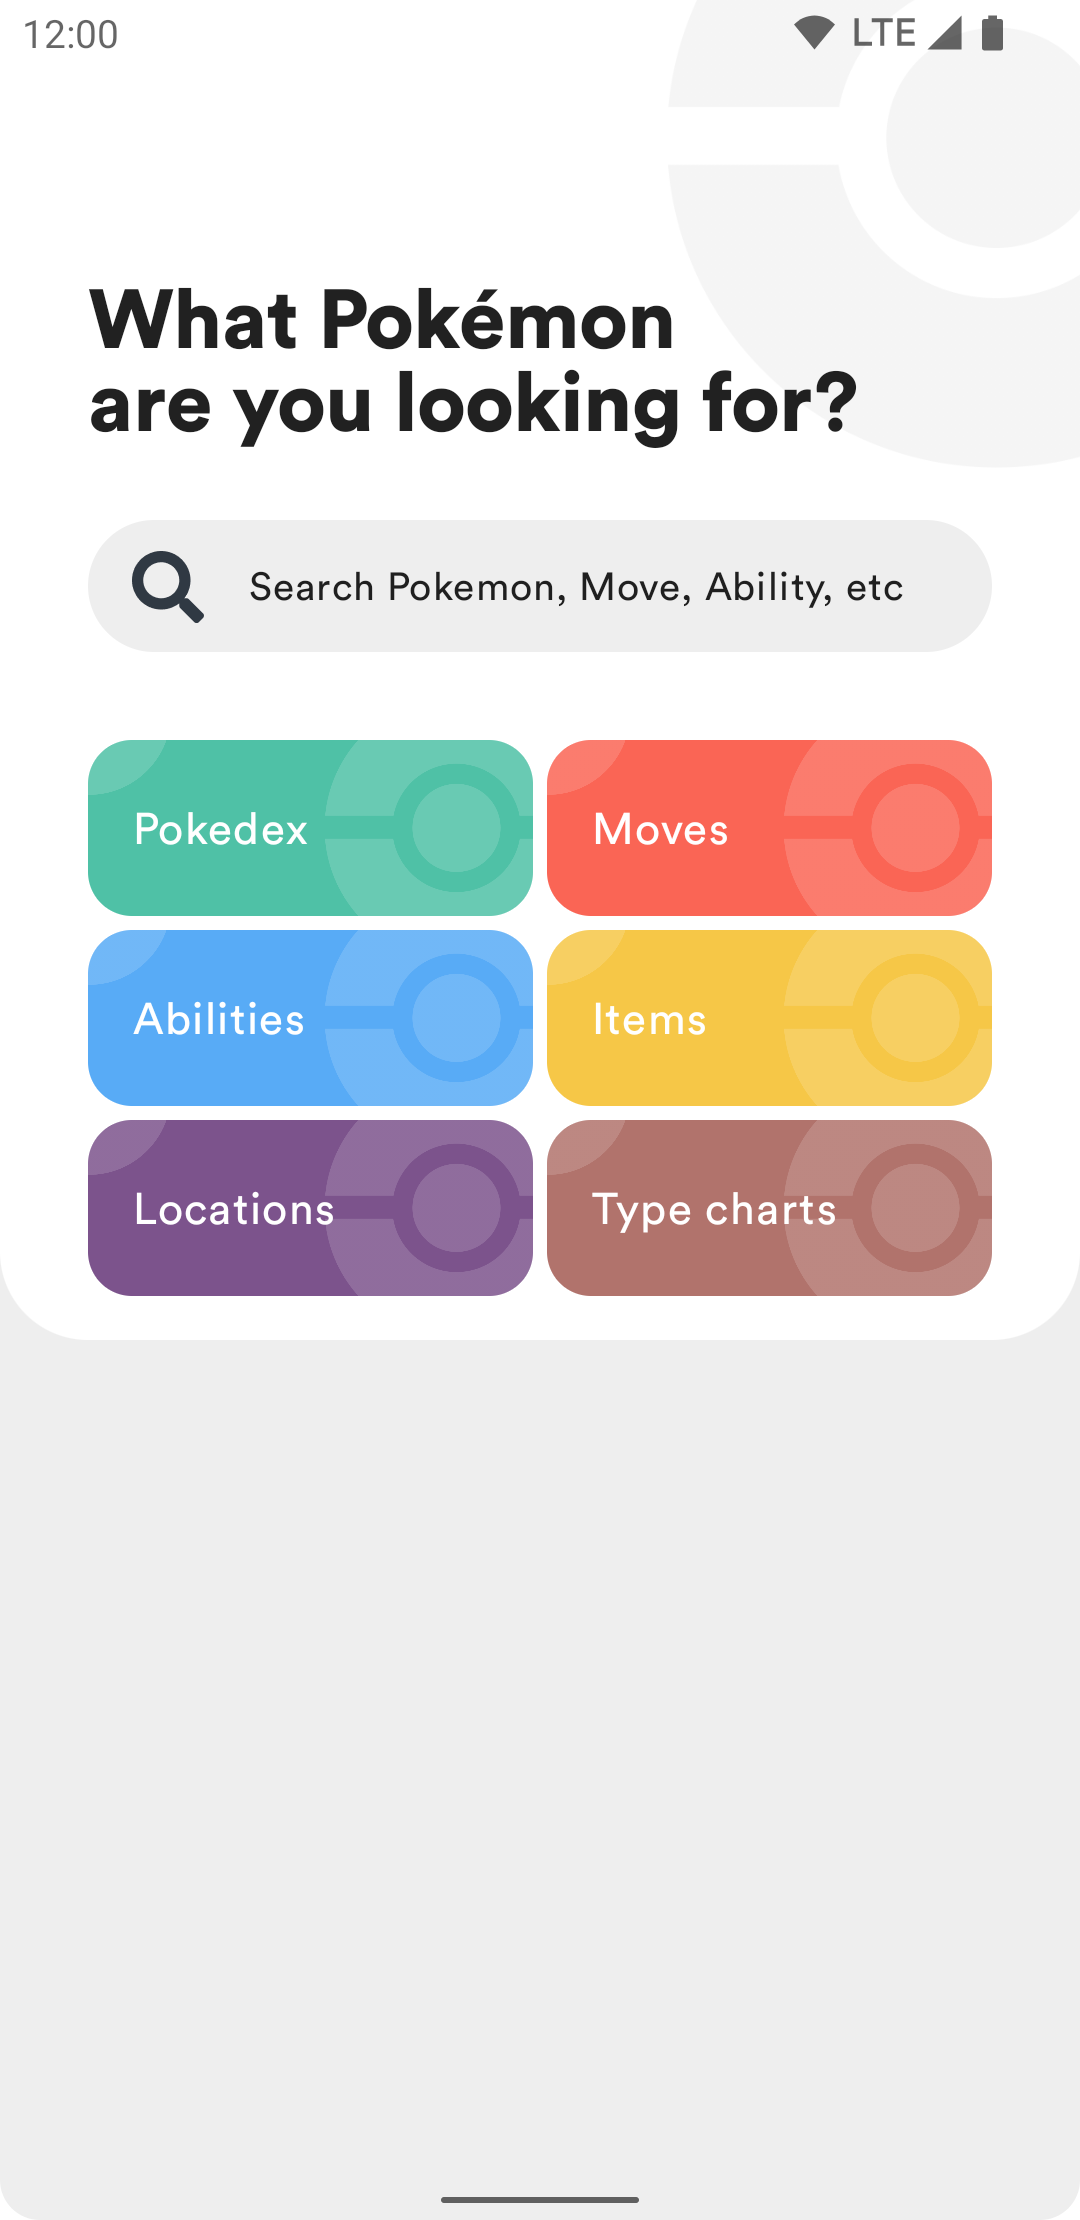 12:00 LTE
What Pokémon
are you looking for?
Search Pokemon, Move, Ability, etc
Pokedex Moves
Abilities Items
Locations Type charts